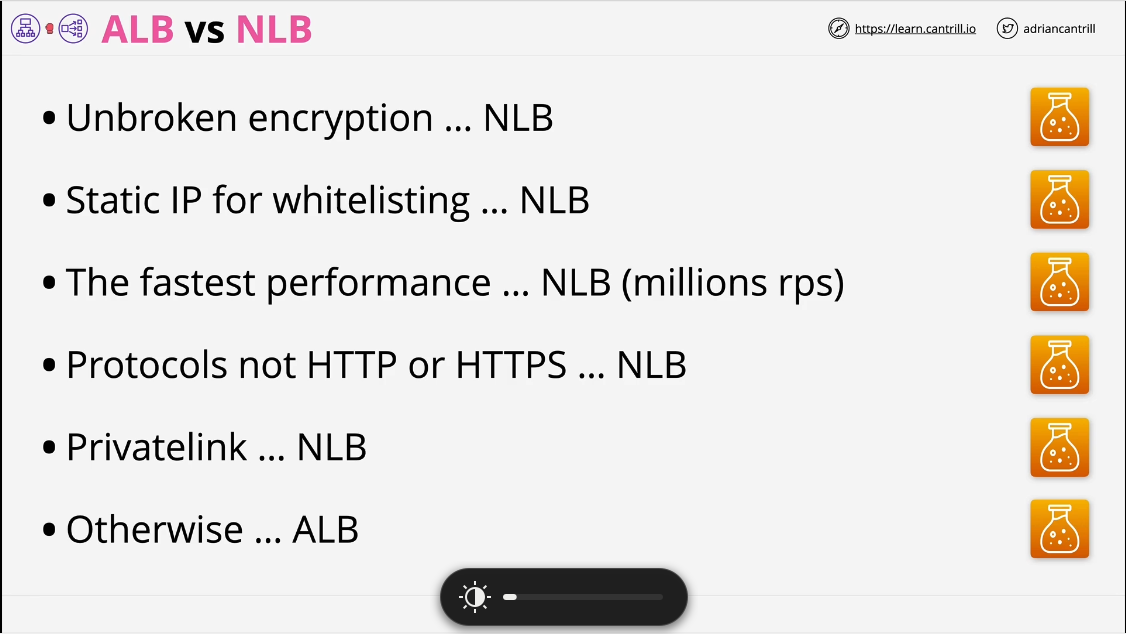 ALB vs NLB
https://learn.cantrill.io
adriancantrill
• Unbroken encryption ... NLB
• Static IP for whitelisting ... NLB
• The fastest performance ... NLB (millions rps)
• Protocols not HTTP or HTTPS ... NLB
• Privatelink ... NLB
• Otherwise ... ALB